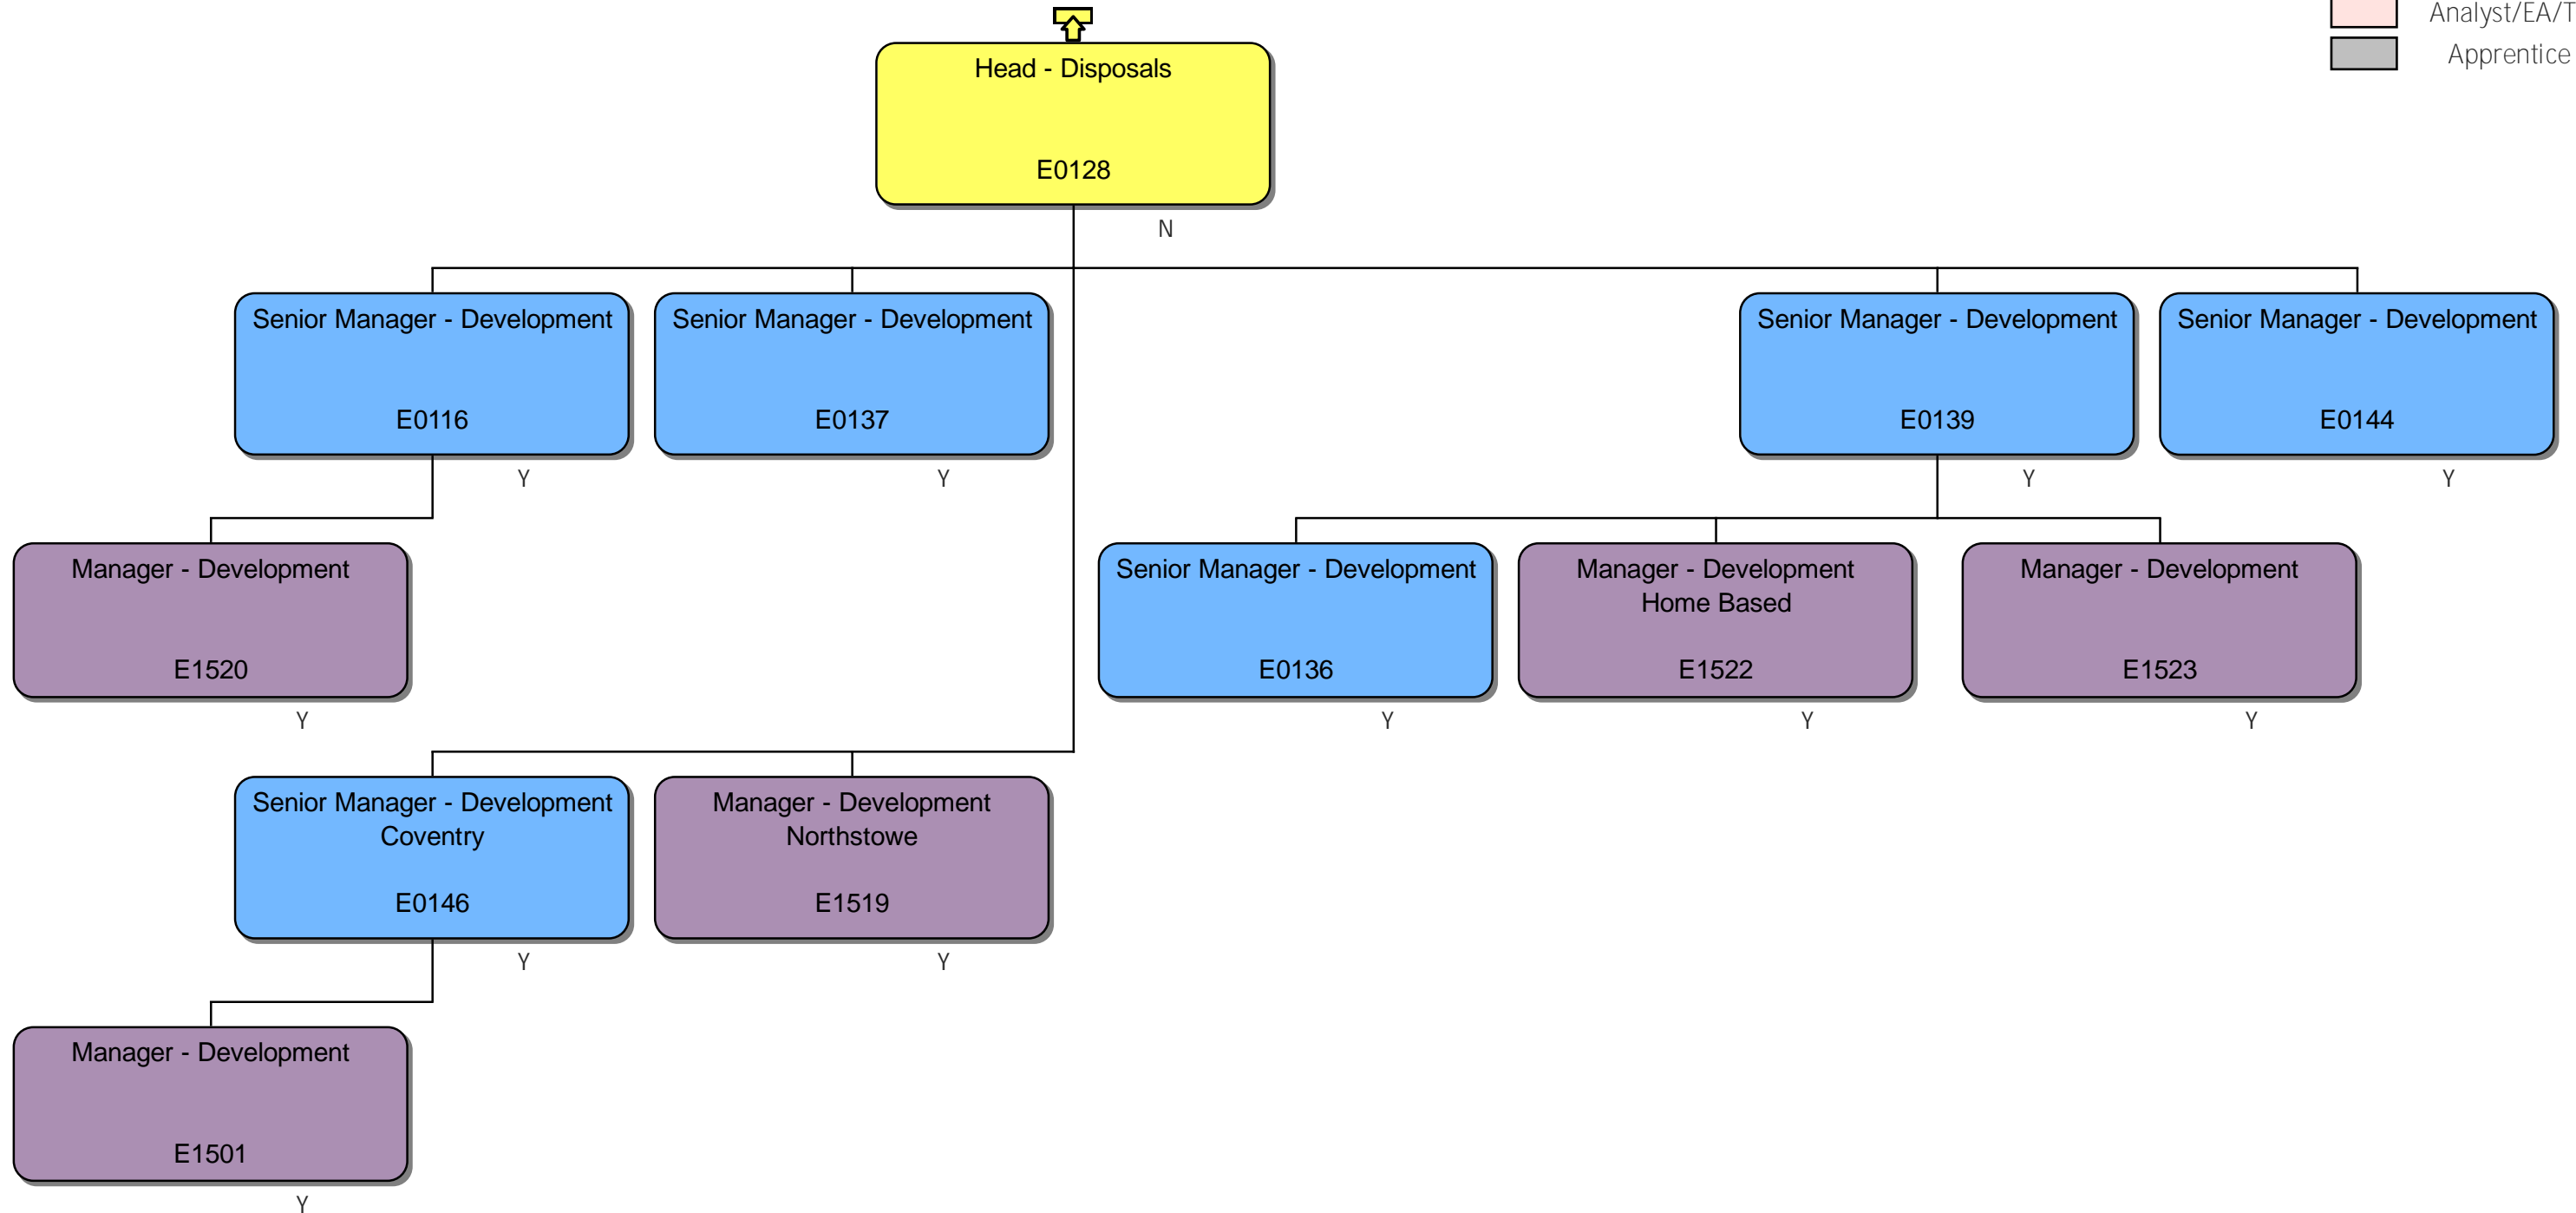 Analyst/EA/T
Apprentice
Head - Disposals
E0128
N
Senior Manager - Development
E0116
Y
Senior Manager - Development
E0137
Y
Senior Manager - Development
E0139
Y
Senior Manager - Development
E0144
Y
Manager - Development
E1520
Y
Senior Manager - Development
E0136
Y
Manager - Development
Home Based
E1522
Y
Manager - Development
E1523
Y
Senior Manager - Development
Coventry
E0146
Y
Manager - Development
Northstowe
E1519
Y
Manager - Development
E1501
Y